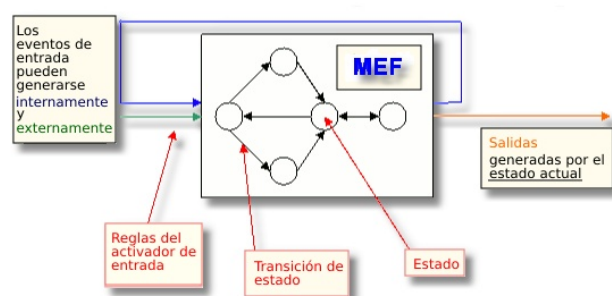 Los
eventos de
entrada
pueden
generarse
internamente
y
externamente
MEF
Salidas
generadas por el
estado actual
Reglas del
activador de
entrada
Transición de
estado
Estado